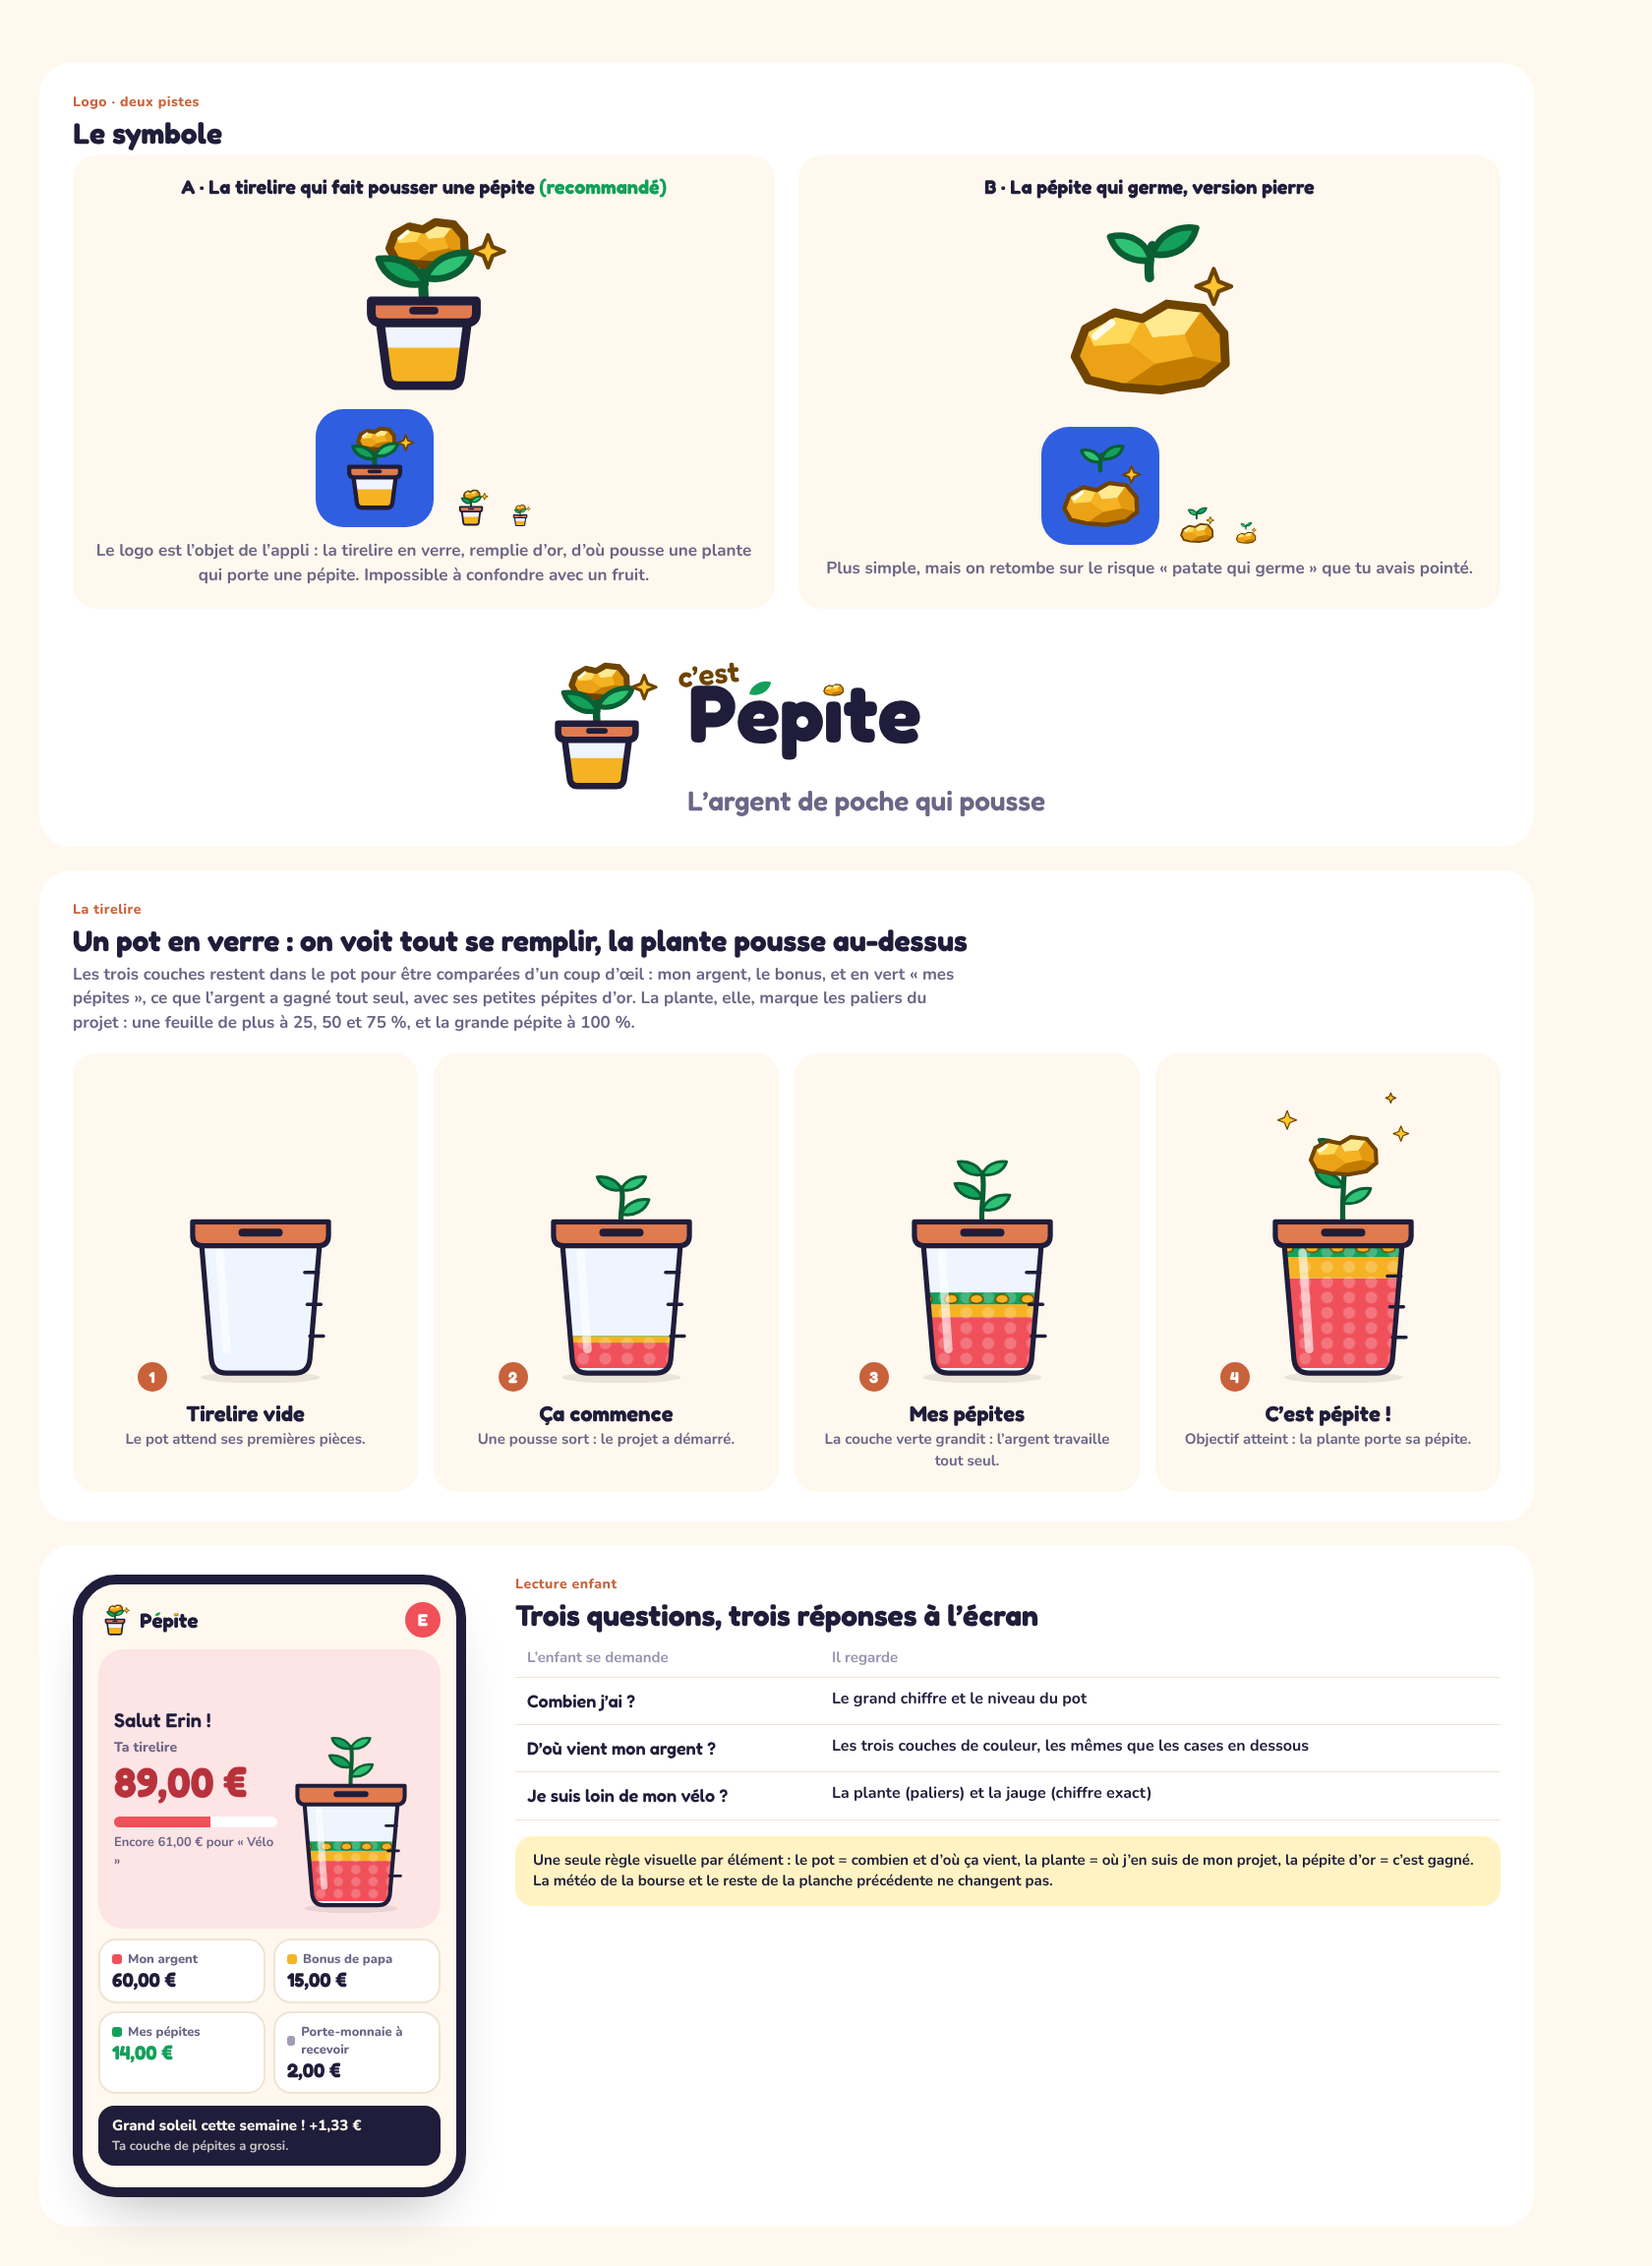 Logo · deux pistes
Le symbole
A · La tirelire qui fait pousser une pépite (recommandé)
Le logo est l’objet de l’appli : la tirelire en verre, remplie d’or, d’où pousse une plante
qui porte une pépite. Impossible à confondre avec un fruit.
B · La pépite qui germe, version pierre
Plus simple, mais on retombe sur le risque « patate qui germe » que tu avais pointé.
c’est
Pépite
L’argent de poche qui pousse
La tirelire
Un pot en verre : on voit tout se remplir, la plante pousse au-dessus
Les trois couches restent dans le pot pour être comparées d’un coup d’œil : mon argent, le bonus, et en vert « mes
pépites », ce que l’argent a gagné tout seul, avec ses petites pépites d’or. La plante, elle, marque les paliers du
projet : une feuille de plus à 25, 50 et 75 %, et la grande pépite à 100 %.
1
Tirelire vide
Le pot attend ses premières pièces.
2
Ça commence
Une pousse sort : le projet a démarré.
3
Mes pépites
La couche verte grandit : l’argent travaille
tout seul.
4
C’est pépite !
Objectif atteint : la plante porte sa pépite.
Pépite
E
Salut Erin !
Ta tirelire
89,00 €
Encore 61,00 € pour « Vélo
»
Mon argent
60,00 €
Bonus de papa
15,00 €
Mes pépites
14,00 €
Porte-monnaie à
recevoir
2,00 €
Grand soleil cette semaine ! +1,33 €
Ta couche de pépites a grossi.
Lecture enfant
Trois questions, trois réponses à l’écran
L’enfant se demande
Il regarde
Combien j’ai ?
Le grand chiffre et le niveau du pot
D’où vient mon argent ?
Les trois couches de couleur, les mêmes que les cases en dessous
Je suis loin de mon vélo ?
La plante (paliers) et la jauge (chiffre exact)
Une seule règle visuelle par élément : le pot = combien et d’où ça vient, la plante = où j’en suis de mon projet, la pépite d’or = c’est gagné.
La météo de la bourse et le reste de la planche précédente ne changent pas.